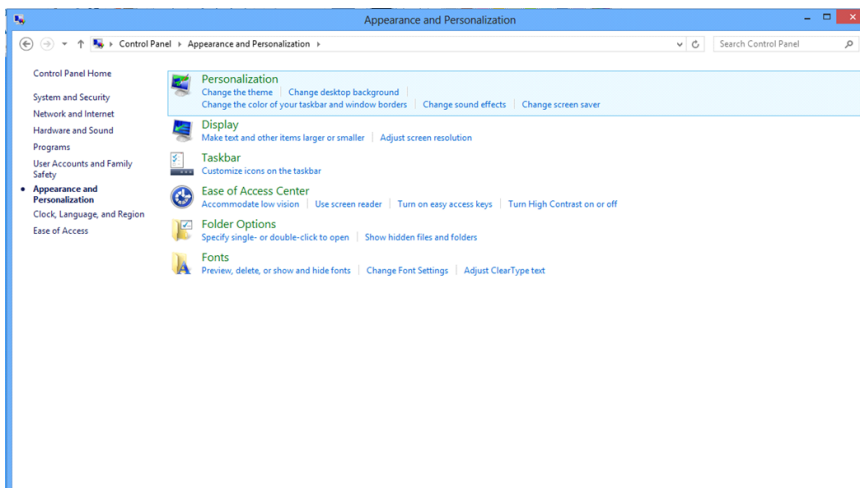 Appearance and Personalization
Control Panel Appearance and Personalization
Search Control Panel
Control Panel Home
System and Security
Network and Internet
Hardware and Sound
Programs
User Accounts and Family
Safety
Appearance and
Personalization
Clock, Language, and Region
Ease of Access
Personalization
Change the theme Change desktop background
Change the color of your taskbar and window borders Change sound effects Change screen saver
Display
Make text and other items larger or smaller Adjust screen resolution
Taskbar
Customize icons on the taskbar
Ease of Access Center
Accommodate low vision Use screen reader Turn on easy access keys Turn High Contrast on or off
Folder Options
Specify single- or double-click to open Show hidden files and folders
Fonts
Preview, delete, or show and hide fonts Change Font Settings Adjust ClearType text